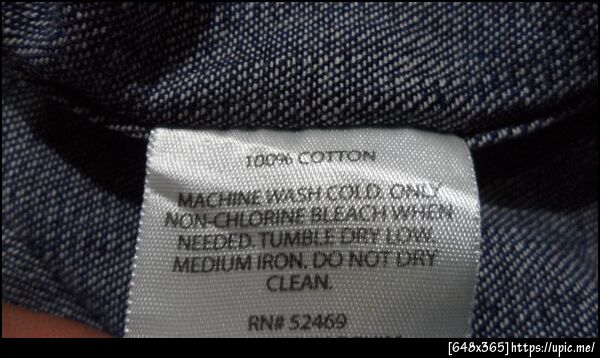 100% COTTON
MACHINE WASH COLD. ONLY
NON-CHLORINE BLEACH WHEN
NEEDED. TUMBLE DRY LOW.
MEDIUM IRON. DO NOT DRY
CLEAN.
RN# 52469
[648x365]https://upic.me/